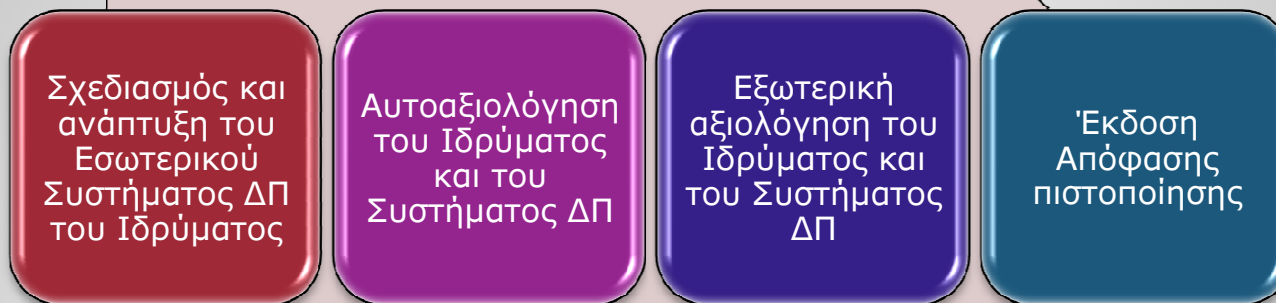 Σχεδιασμός και
ανάπτυξη του
Εσωτερικού
Συστήματος ΔΠ
του Ιδρύματος
Αυτοαξιολόγηση
του Ιδρύματος
και του
Συστήματος ΔΠ
Εξωτερική
αξιολόγηση του
Ιδρύματος και
του Συστήματος
ΔΠ
Έκδοση
Απόφασης
πιστοποίησης